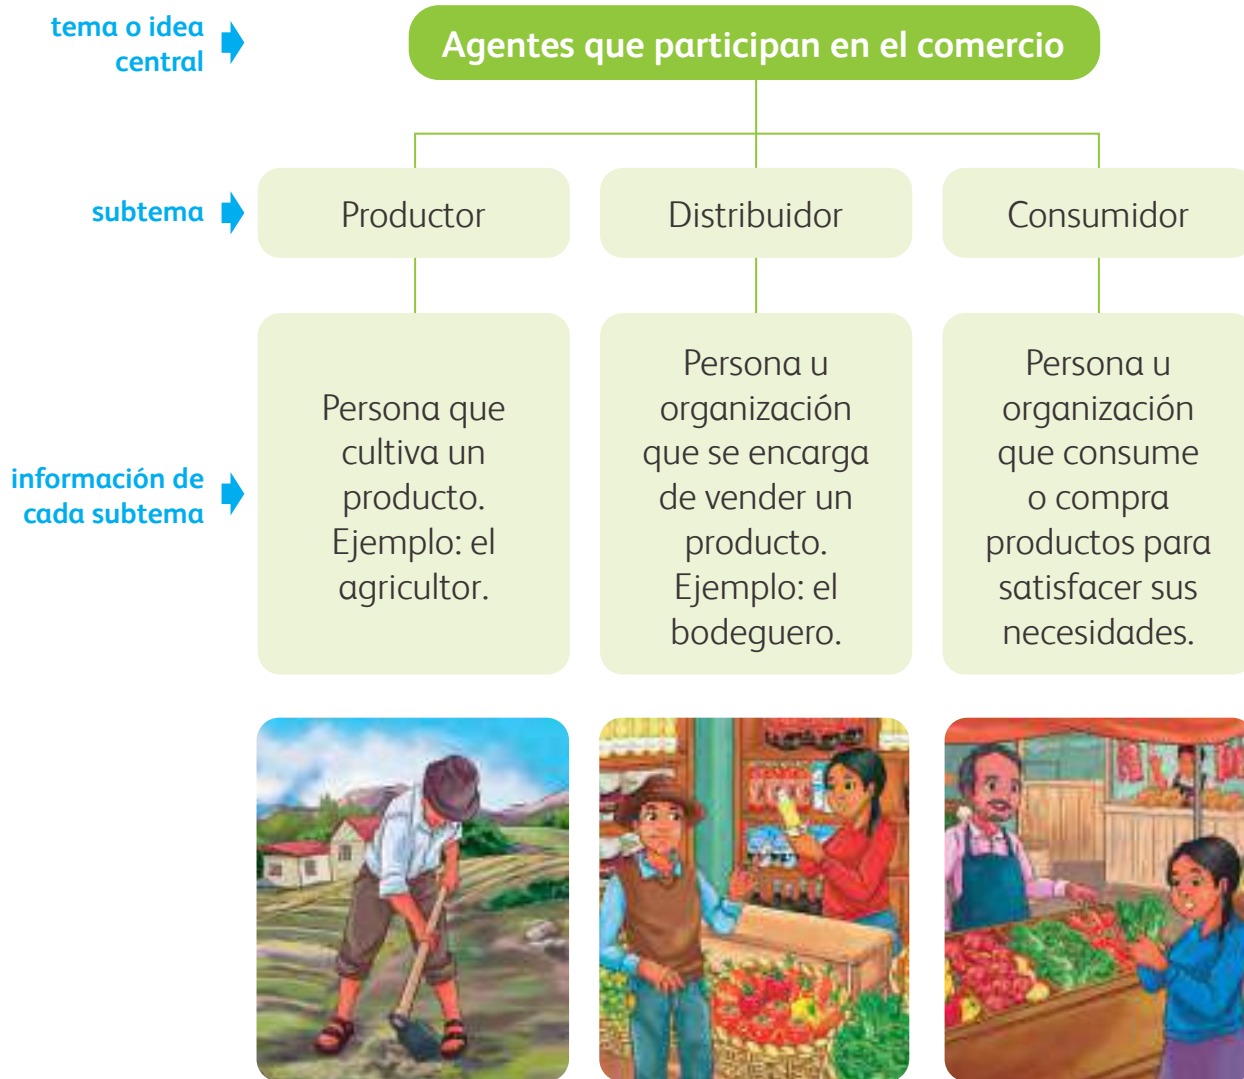 tema o idea
central
Agentes que participan en el comercio
subtema
Productor
Distribuidor
Consumidor
información de
cada subtema
Persona que
cultiva un
producto.
Ejemplo: el
agricultor.
Persona u
organización
que se encarga
de vender un
producto.
Ejemplo: el
bodeguero.
Persona u
organización
que consume
o compra
productos para
satisfacer sus
necesidades.